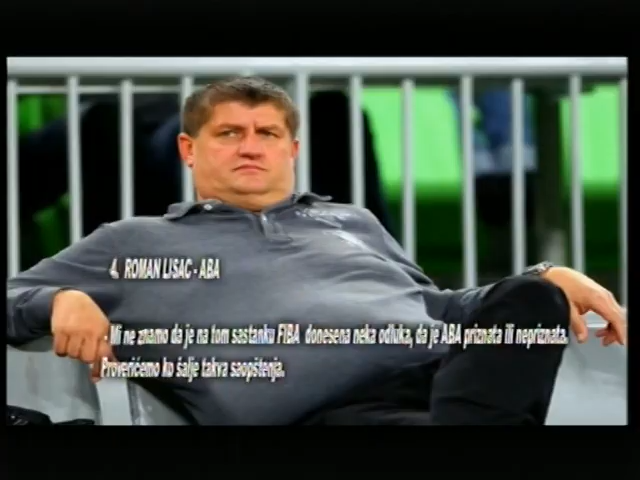 4. ROMAN LISAC - ABA
- Mi ne znamo da je na tom sastanku FIBA donesena neka odluka, da je ABA priznata ili nepriznata.
Proverićemo ko šalje takva saopštenja.